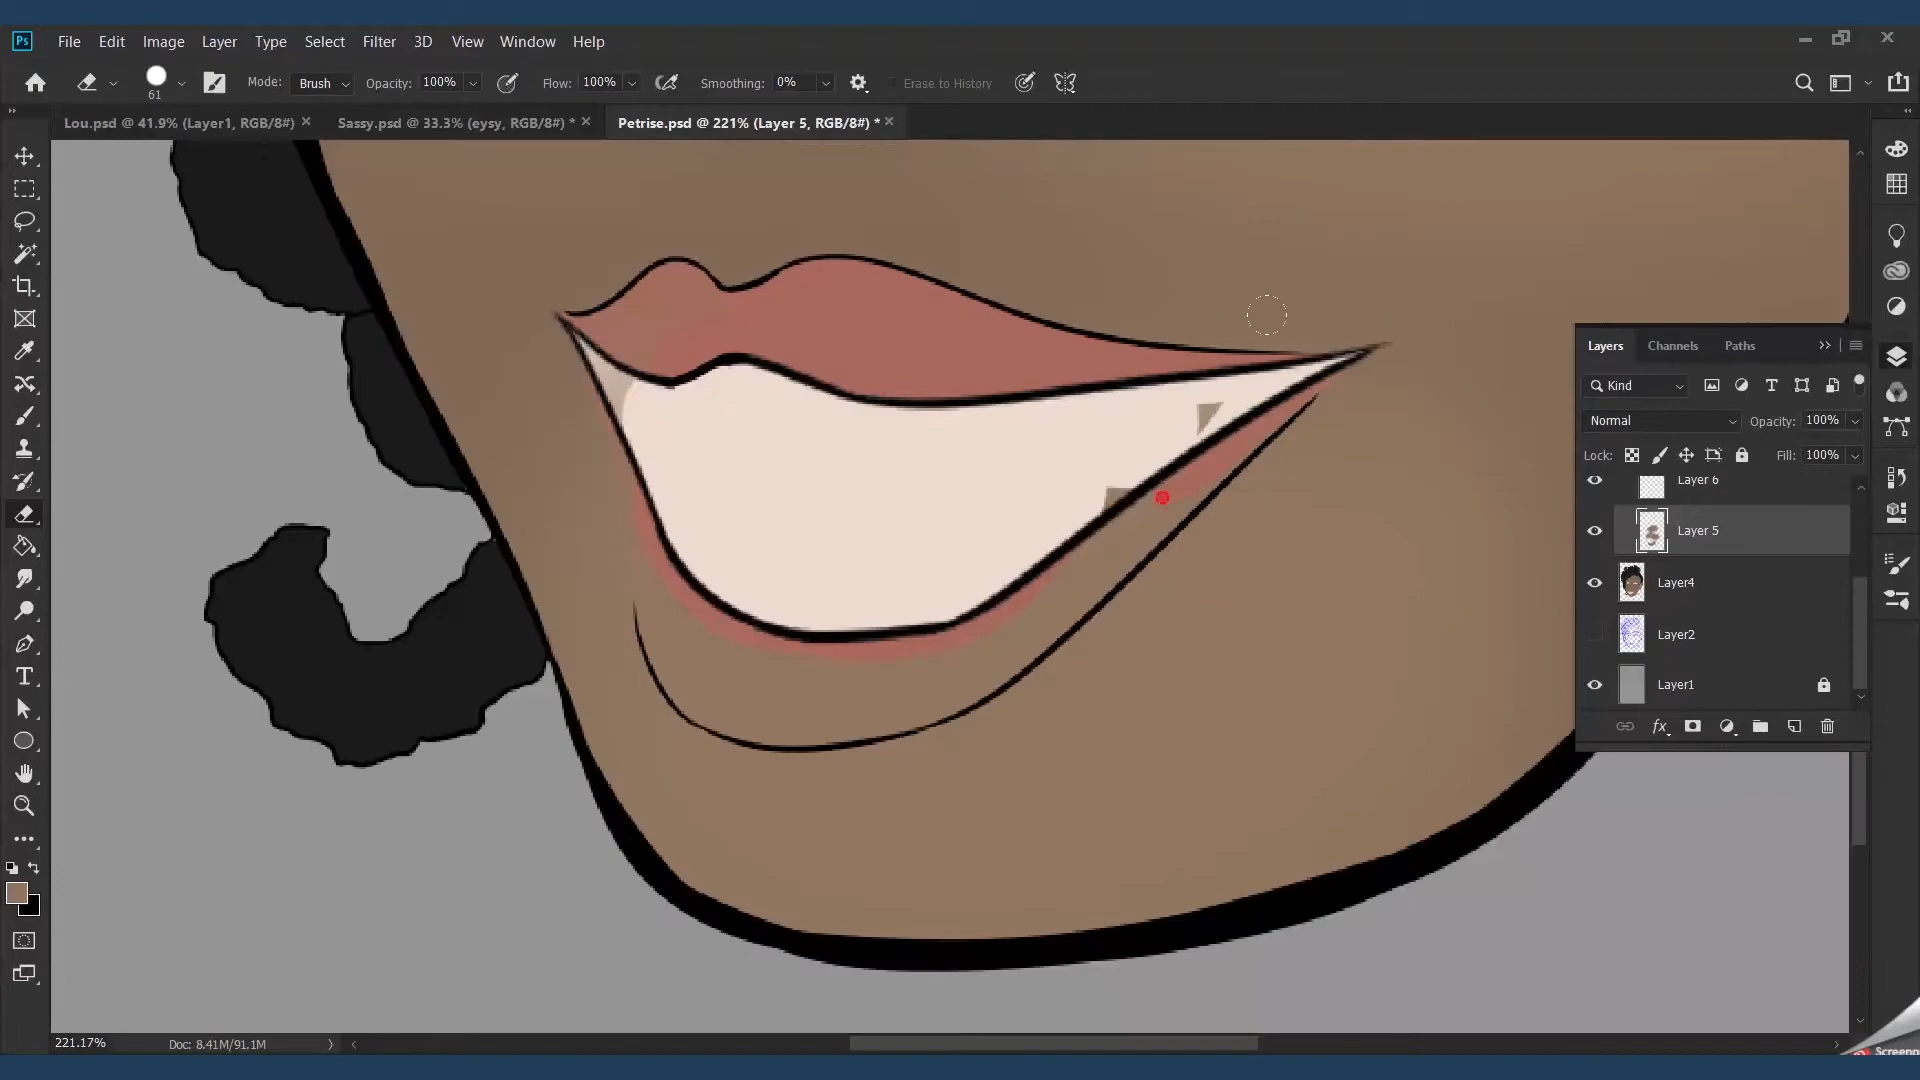 Ps File Edit Image Layer Type Select Filter 3D View Window Help
61 Mode: Brush Opacity: 100% Flow: 100% Smoothing: 0% Erase to History
Lou.psd @ 41.9% (Layer1, RGB/8#) × Sassy.psd @ 33.3% (eysy, RGB/8#) * × Petrise.psd @ 221% (Layer 5, RGB/8#) * ×
Layers Channels Paths
Kind
Normal Opacity: 100%
Lock: Fill: 100%
Layer 6
Layer 5
Layer4
Layer2
Layer1
fx
T
221.17% Doc: 8.41M/91.1M